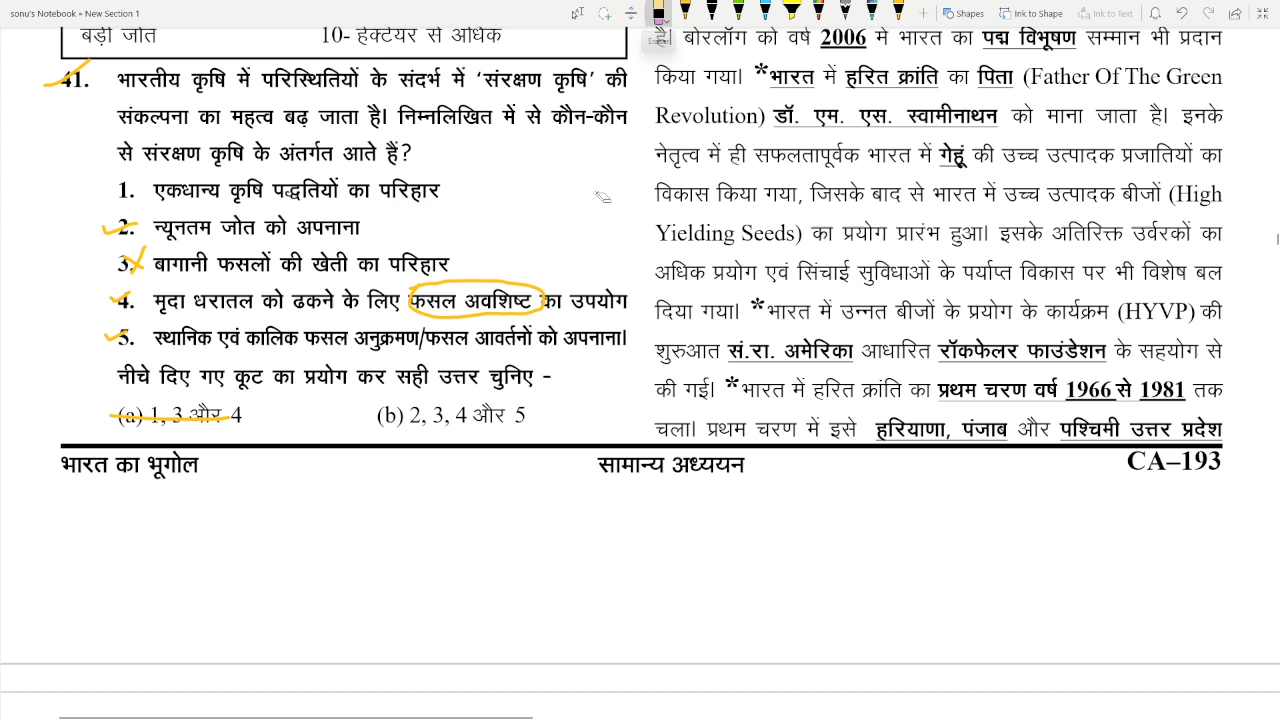 sonu's Notebook » New Section 1
Shapes
Ink to Shape
Ink to Text
Eraser
बड़ी जोत 10- हेक्टेयर से अधिक
41. भारतीय कृषि में परिस्थितियों के संदर्भ में ‘संरक्षण कृषि’ की
संकल्पना का महत्व बढ़ जाता है। निम्नलिखित में से कौन-कौन
से संरक्षण कृषि के अंतर्गत आते हैं?
1. एकधान्य कृषि पद्धतियों का परिहार
2. न्यूनतम जोत को अपनाना
3. बागानी फसलों की खेती का परिहार
4. मृदा धरातल को ढकने के लिए फसल अवशिष्ट का उपयोग
5. स्थानिक एवं कालिक फसल अनुक्रमण/फसल आवर्तनों को अपनाना।
नीचे दिए गए कूट का प्रयोग कर सही उत्तर चुनिए -
(a) 1, 3 और 4 (b) 2, 3, 4 और 5
है। बोरलॉग को वर्ष 2006 में भारत का पद्म विभूषण सम्मान भी प्रदान
किया गया। *भारत में हरित क्रांति का पिता (Father Of The Green
Revolution) डॉ. एम. एस. स्वामीनाथन को माना जाता है। इनके
नेतृत्व में ही सफलतापूर्वक भारत में गेहूं की उच्च उत्पादक प्रजातियों का
विकास किया गया, जिसके बाद से भारत में उच्च उत्पादक बीजों (High
Yielding Seeds) का प्रयोग प्रारंभ हुआ। इसके अतिरिक्त उर्वरकों का
अधिक प्रयोग एवं सिंचाई सुविधाओं के पर्याप्त विकास पर भी विशेष बल
दिया गया। *भारत में उन्नत बीजों के प्रयोग के कार्यक्रम (HYVP) की
शुरुआत सं.रा. अमेरिका आधारित रॉकफेलर फाउंडेशन के सहयोग से
की गई। *भारत में हरित क्रांति का प्रथम चरण वर्ष 1966 से 1981 तक
चला। प्रथम चरण में इसे हरियाणा, पंजाब और पश्चिमी उत्तर प्रदेश
भारत का भूगोल सामान्य अध्ययन CA–193